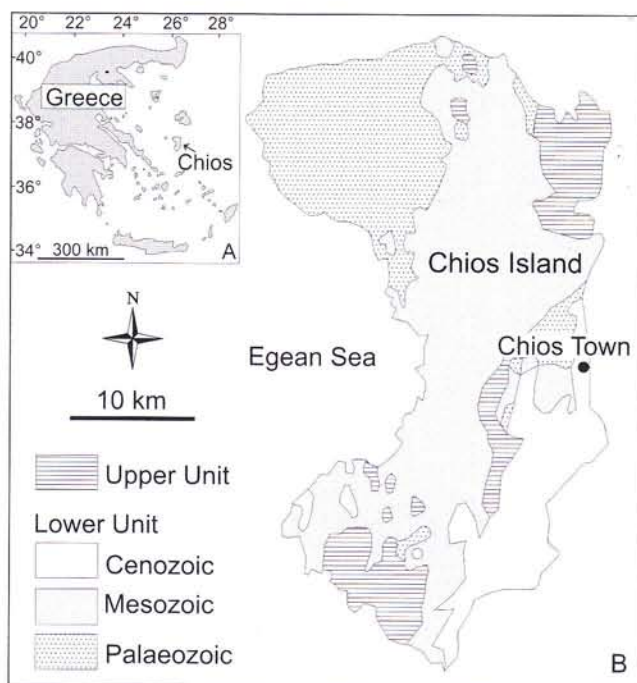 20° 22° 24° 26° 28°
40°
38°
36°
34°
Greece
Chios
300 km
A
N
10 km
Egean Sea
Chios Island
Chios Town
Upper Unit
Lower Unit
Cenozoic
Mesozoic
Palaeozoic
B